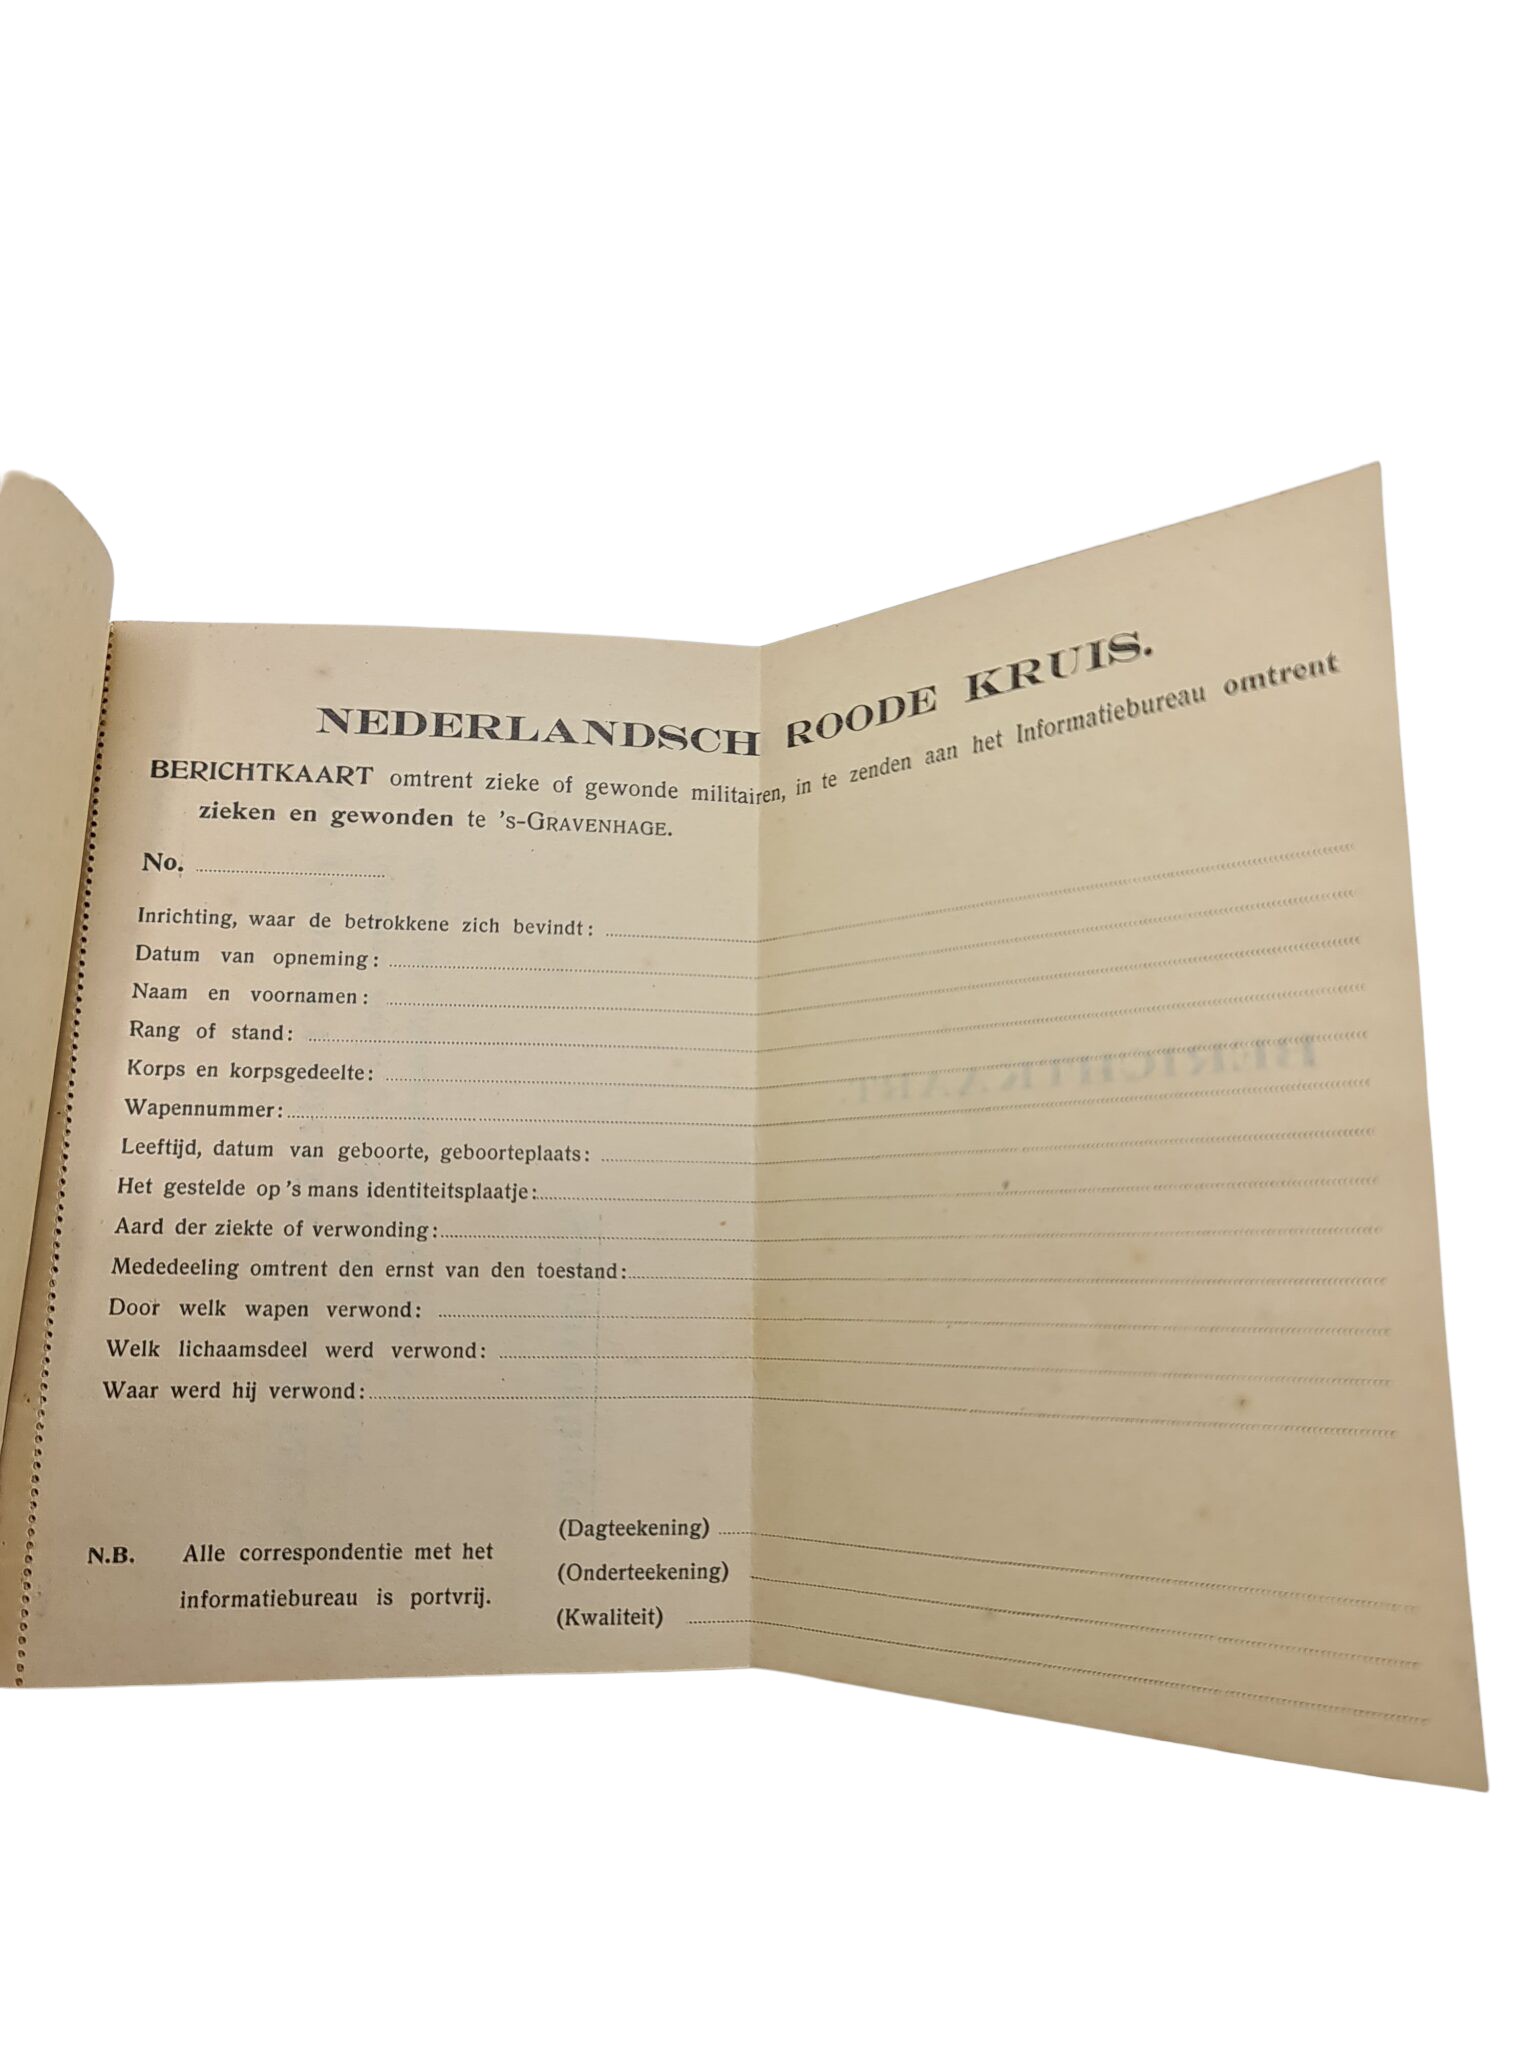 NEDERLANDSCH ROODE KRUIS.
BERICHTKAART omtrent zieke of gewonde militairen, in te zenden aan het Informatiebureau omtrent
zieken en gewonden te 's-GRAVENHAGE.
No.
Inrichting, waar de betrokkene zich bevindt:
Datum van opneming:
Naam en voornamen:
Rang of stand:
Korps en korpsgedeelte:
Wapennummer:
Leeftijd, datum van geboorte, geboorteplaats:
Het gestelde op 's mans identiteitsplaatje:
Aard der ziekte of verwonding:
Mededeeling omtrent den ernst van den toestand:
Door welk wapen verwond:
Welk lichaamsdeel werd verwond:
Waar werd hij verwond:
(Dagteekening)
N.B. Alle correspondentie met het
(Onderteekening)
informatiebureau is portvrij.
(Kwaliteit)
BERICHTKAART.